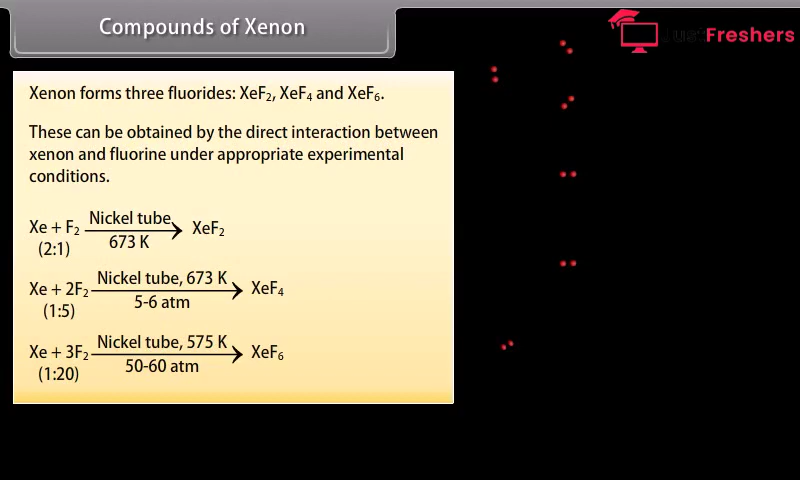 Compounds of Xenon
JustFreshers
Xenon forms three fluorides: XeF₂, XeF₄ and XeF₆.
These can be obtained by the direct interaction between
xenon and fluorine under appropriate experimental
conditions.
Nickel tube
Xe + F₂ → XeF₂
(2:1) 673 K
Nickel tube, 673 K
Xe + 2F₂ → XeF₄
(1:5) 5-6 atm
Nickel tube, 575 K
Xe + 3F₂ → XeF₆
(1:20) 50-60 atm